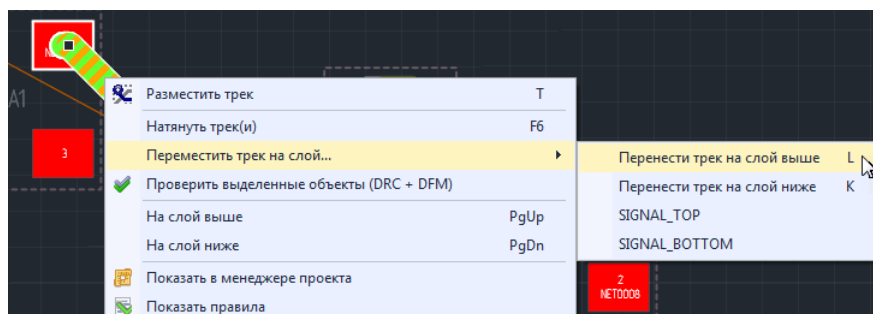 A1
3
Разместить трек T
Натянуть трек(и) F6
Переместить трек на слой...
Перенести трек на слой выше L
Проверить выделенные объекты (DRC + DFM)
Перенести трек на слой ниже K
На слой выше PgUp
SIGNAL_TOP
На слой ниже PgDn
SIGNAL_BOTTOM
Показать в менеджере проекта
2
NET0008
Показать правила